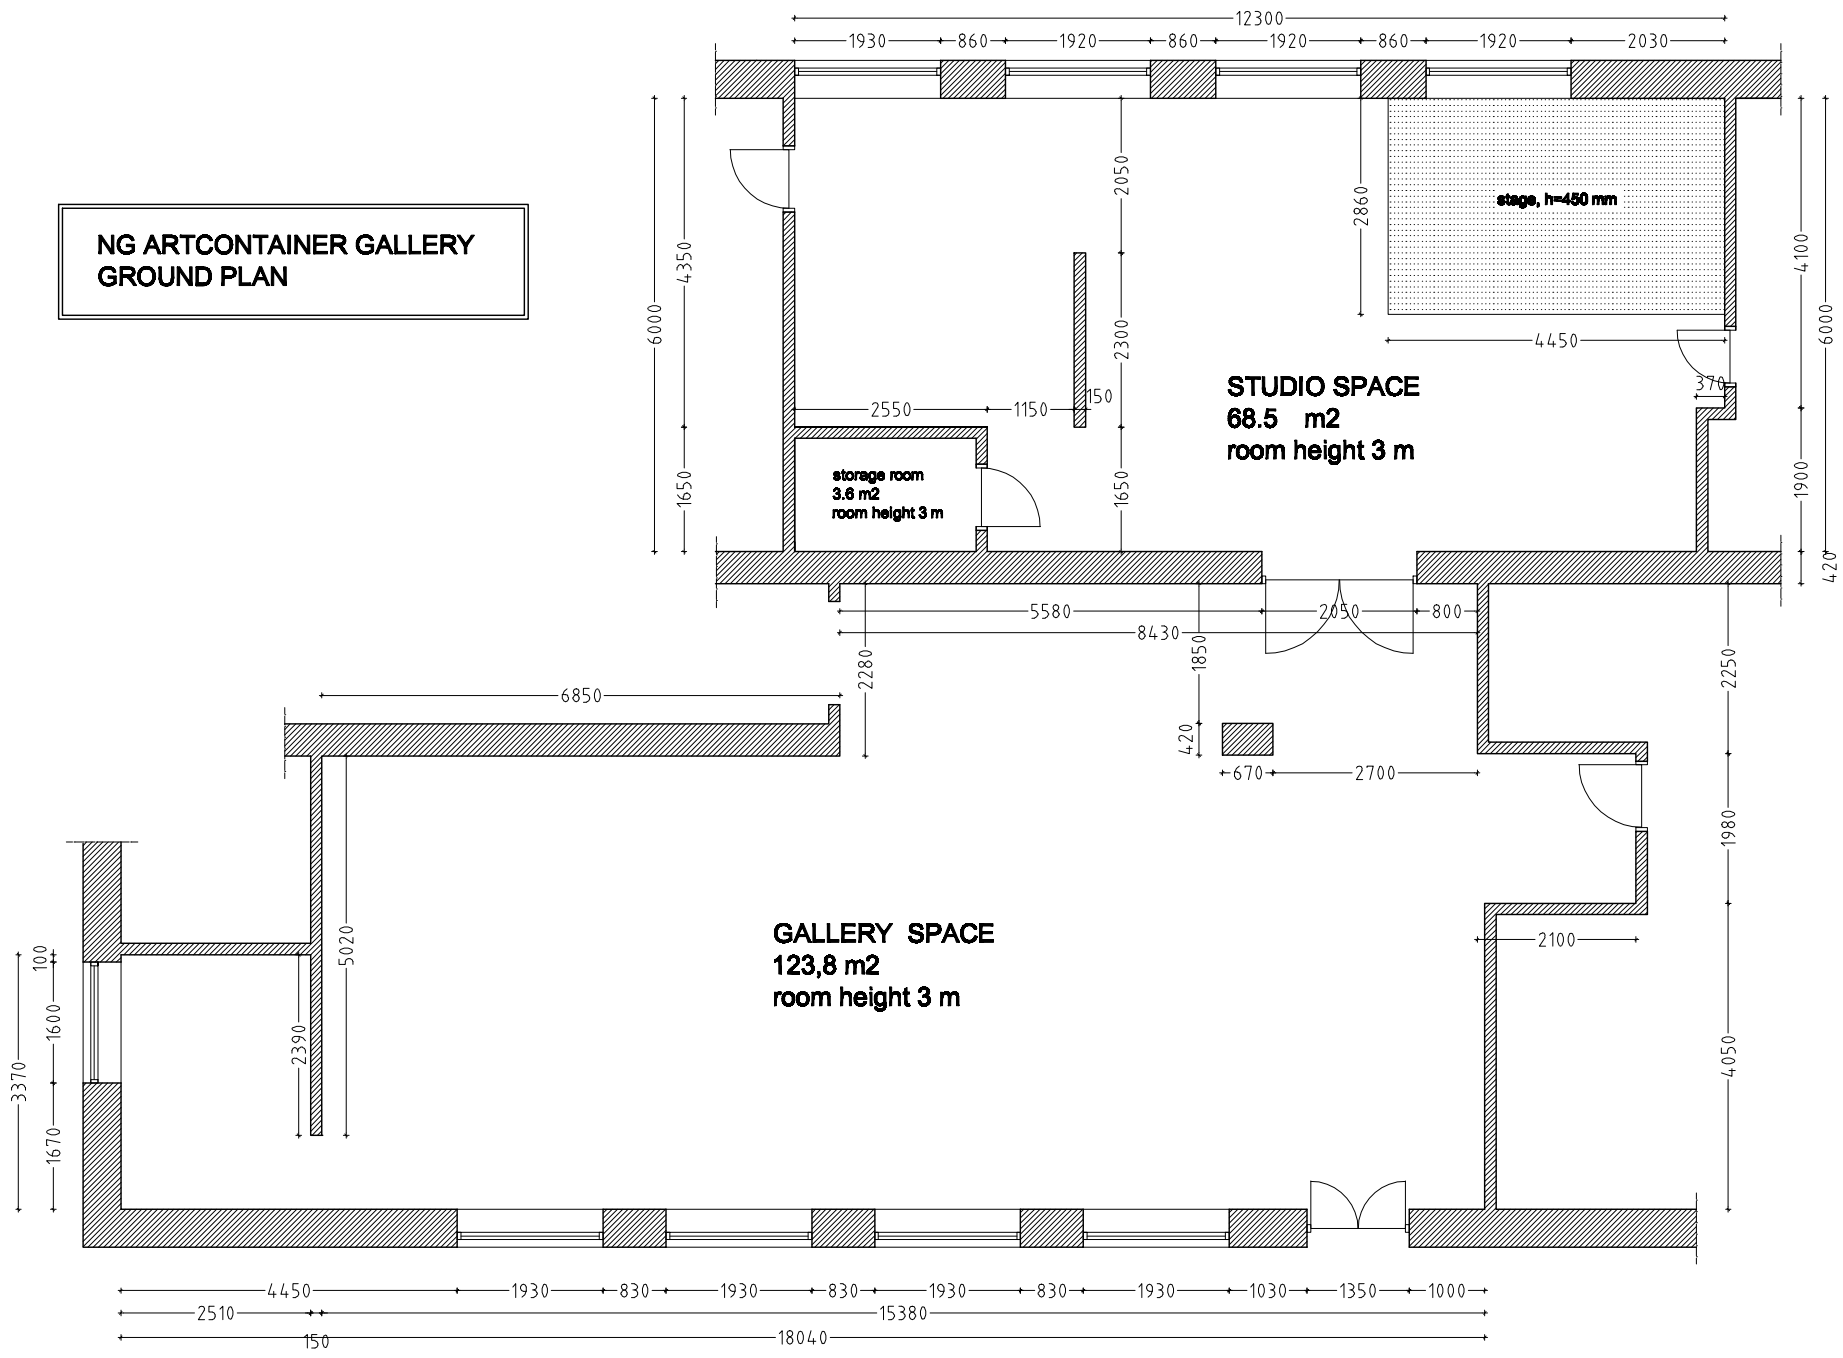 12300
1930 860 1920 860 1920 860 1920 2030
NG ARTCONTAINER GALLERY
GROUND PLAN
6000
4350
1650
2050
2300
1650
2860
stage, h=450 mm
4450
4100
6000
370
1900
420
2550 1150 150
STUDIO SPACE
68.5 m2
room height 3 m
storage room
3.6 m2
room height 3 m
5580 2050 800
8430
2280
1850
420
2250
6850
670 2700
1980
2100
4050
5020
2390
GALLERY SPACE
123,8 m2
room height 3 m
100
1600
3370
1670
4450 1930 830 1930 830 1930 830 1930 1030 1350 1000
2510 15380
150 18040